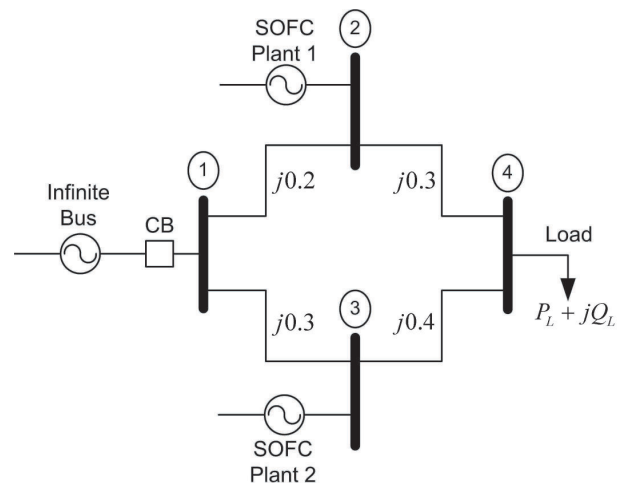 SOFC
Plant 1
2
1
j0.2
j0.3
4
Infinite
Bus
CB
Load
3
j0.3
j0.4
P_L + jQ_L
SOFC
Plant 2